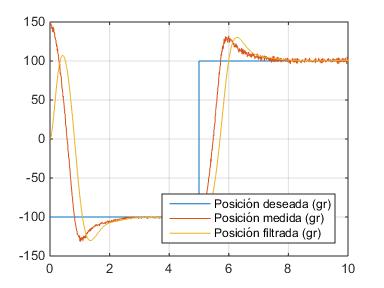 150
100
50
0
-50
-100
-150
0 2 4 6 8 10
Posición deseada (gr)
Posición medida (gr)
Posición filtrada (gr)